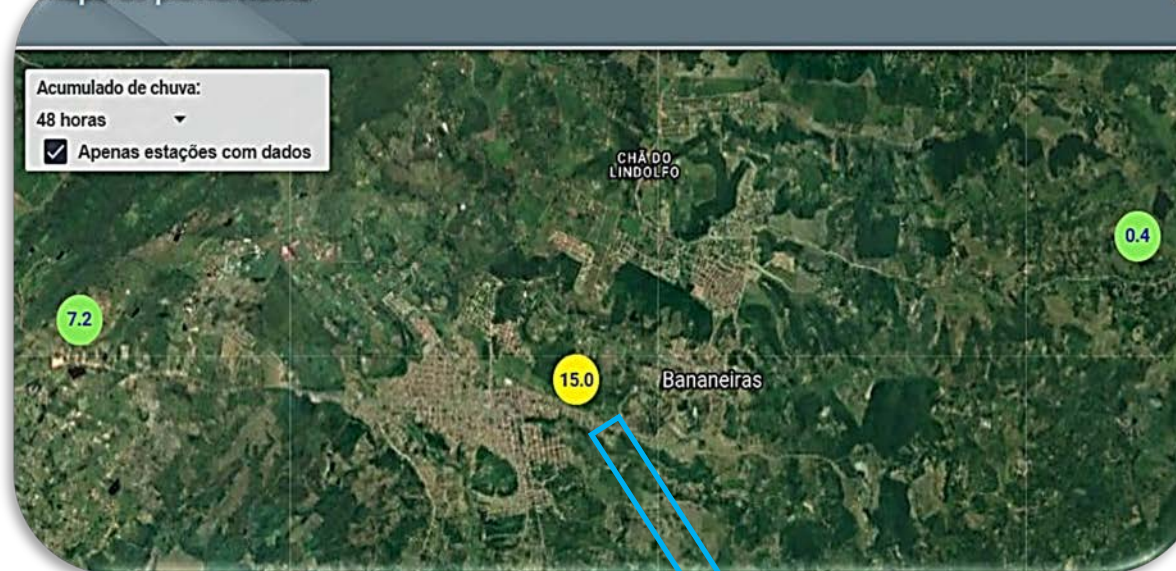 Acumulado de chuva:
48 horas
Apenas estações com dados
CHÃ DO
LINDOLFO
0.4
7.2
15.0
Bananeiras